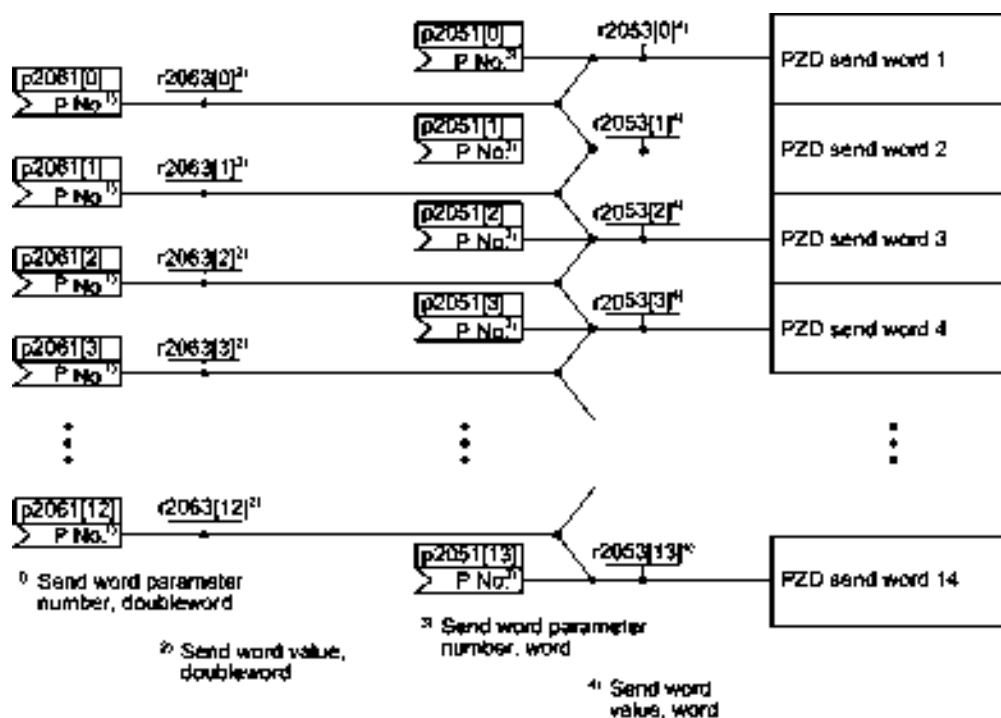 p2051[0]
P No.³⁾
r2053[0]⁴⁾
PZD send word 1
p2061[0]
P No.¹⁾
r2063[0]²⁾
p2051[1]
P No.³⁾
r2053[1]⁴⁾
PZD send word 2
p2061[1]
P No.¹⁾
r2063[1]²⁾
p2051[2]
P No.³⁾
r2053[2]⁴⁾
PZD send word 3
p2061[2]
P No.¹⁾
r2063[2]²⁾
p2051[3]
P No.³⁾
r2053[3]⁴⁾
PZD send word 4
p2061[3]
P No.¹⁾
r2063[3]²⁾
p2061[12]
P No.¹⁾
r2063[12]²⁾
p2051[13]
P No.³⁾
r2053[13]⁴⁾
PZD send word 14
¹⁾ Send word parameter
number, doubleword
²⁾ Send word value,
doubleword
³⁾ Send word parameter
number, word
⁴⁾ Send word
value, word